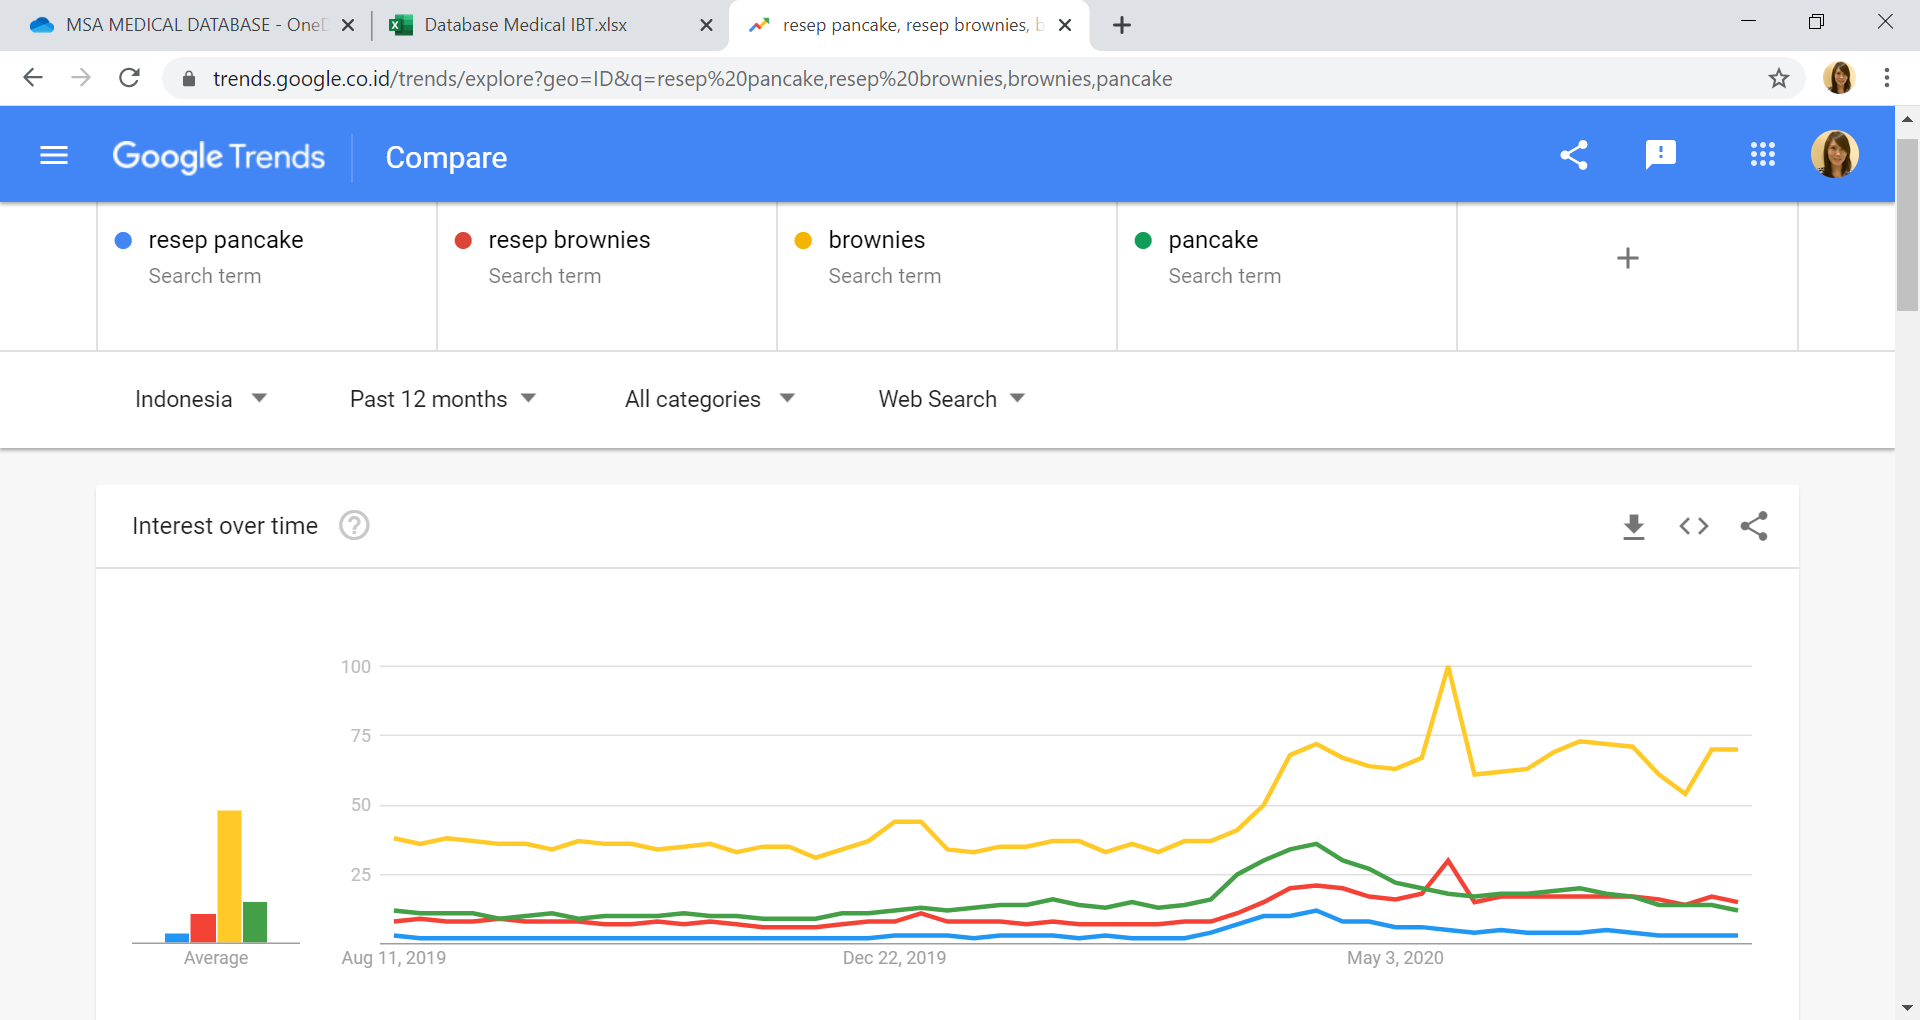 MSA MEDICAL DATABASE - OneD
Database Medical IBT.xlsx
resep pancake, resep brownies, b
trends.google.co.id/trends/explore?geo=ID&q=resep%20pancake,resep%20brownies,brownies,pancake
Google Trends
Compare
resep pancake
Search term
resep brownies
Search term
brownies
Search term
pancake
Search term
+
Indonesia
Past 12 months
All categories
Web Search
Interest over time
?
100
75
50
25
Average
Aug 11, 2019
Dec 22, 2019
May 3, 2020